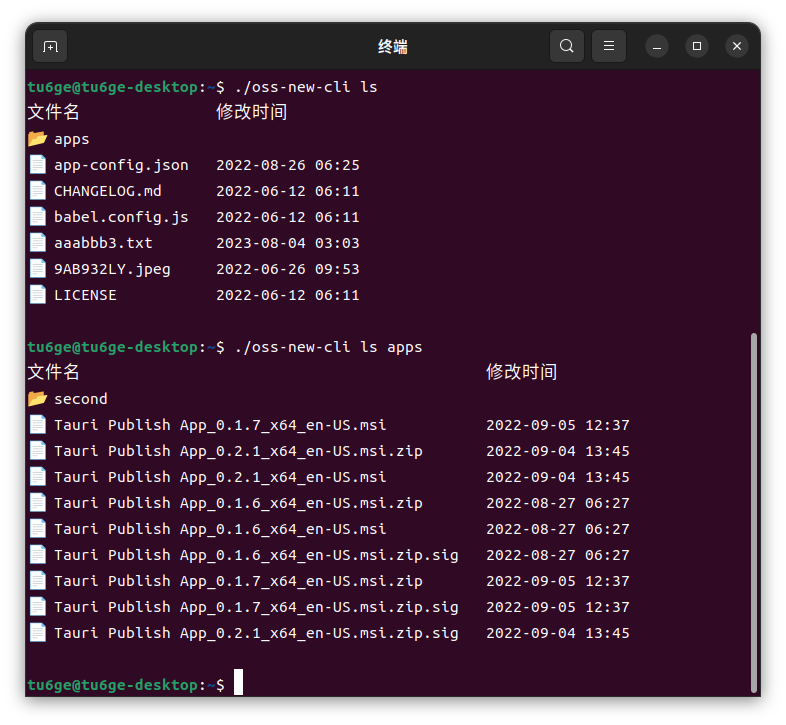 终端
tu6ge@tu6ge-desktop:~$ ./oss-new-cli ls
文件名 修改时间
apps
app-config.json 2022-08-26 06:25
CHANGELOG.md 2022-06-12 06:11
babel.config.js 2022-06-12 06:11
aaabbb3.txt 2023-08-04 03:03
9AB932LY.jpeg 2022-06-26 09:53
LICENSE 2022-06-12 06:11
tu6ge@tu6ge-desktop:~$ ./oss-new-cli ls apps
文件名 修改时间
second
Tauri Publish App_0.1.7_x64_en-US.msi 2022-09-05 12:37
Tauri Publish App_0.2.1_x64_en-US.msi.zip 2022-09-04 13:45
Tauri Publish App_0.2.1_x64_en-US.msi 2022-09-04 13:45
Tauri Publish App_0.1.6_x64_en-US.msi.zip 2022-08-27 06:27
Tauri Publish App_0.1.6_x64_en-US.msi 2022-08-27 06:27
Tauri Publish App_0.1.6_x64_en-US.msi.zip.sig 2022-08-27 06:27
Tauri Publish App_0.1.7_x64_en-US.msi.zip 2022-09-05 12:37
Tauri Publish App_0.1.7_x64_en-US.msi.zip.sig 2022-09-05 12:37
Tauri Publish App_0.2.1_x64_en-US.msi.zip.sig 2022-09-04 13:45
tu6ge@tu6ge-desktop:~$